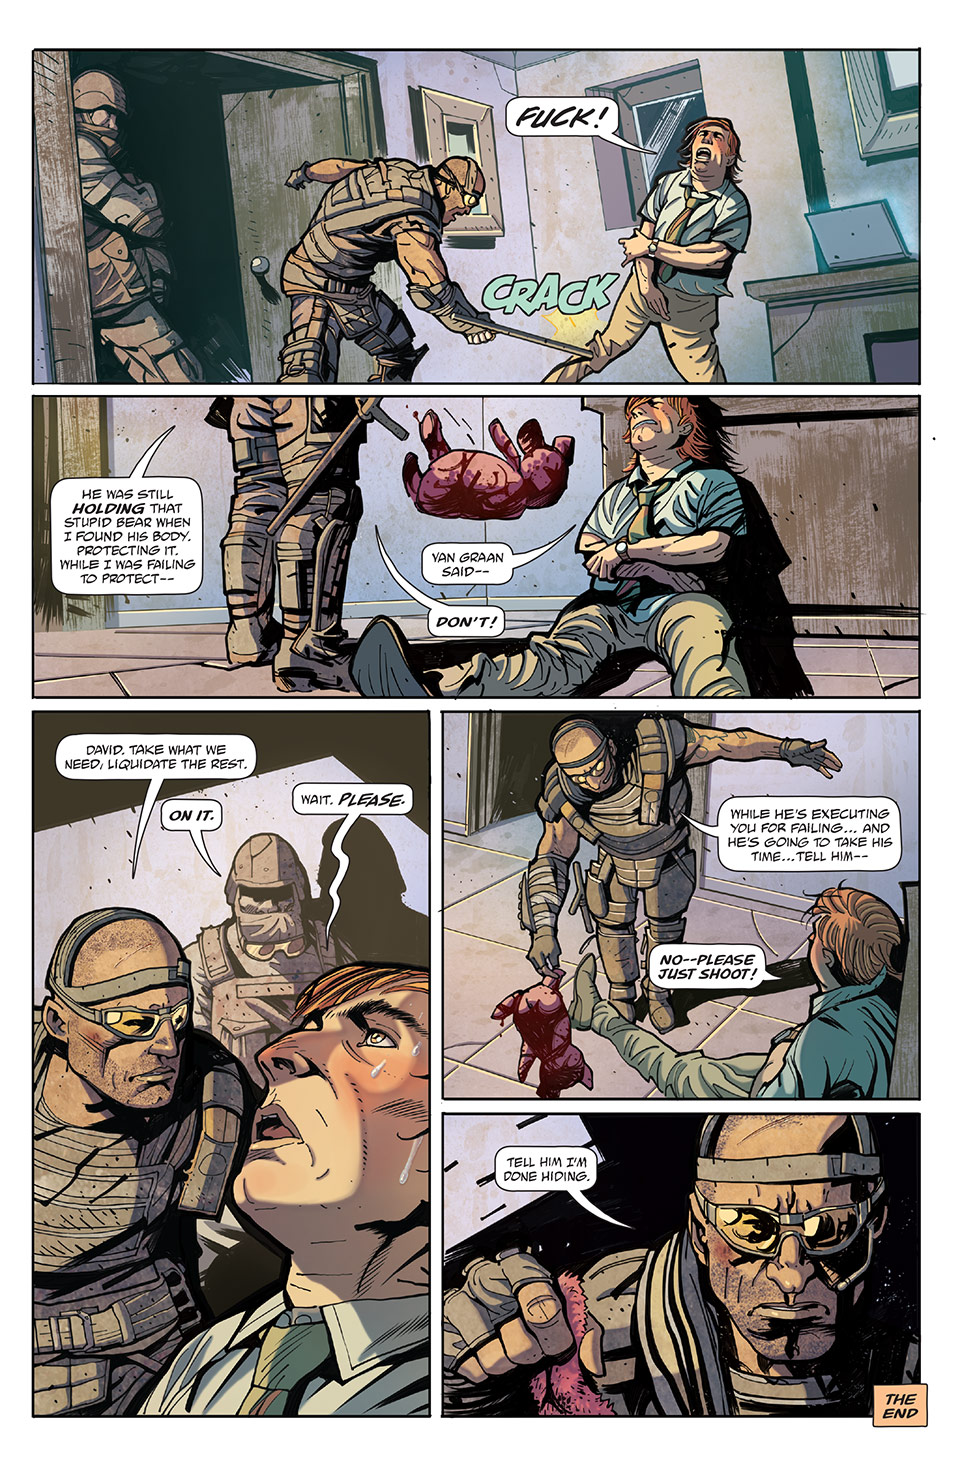 FUCK!
CRACK
HE WAS STILL
HOLDING THAT
STUPID BEAR WHEN
I FOUND HIS BODY.
PROTECTING IT.
WHILE I WAS FAILING
TO PROTECT--
YAN GRAAN
SAID--
DON'T!
DAVID. TAKE WHAT WE
NEED, LIQUIDATE THE REST.
ON IT.
WAIT. PLEASE.
WHILE HE'S EXECUTING
YOU FOR FAILING... AND
HE'S GOING TO TAKE HIS
TIME...TELL HIM--
NO--PLEASE
JUST SHOOT!
TELL HIM I'M
DONE HIDING.
THE
END